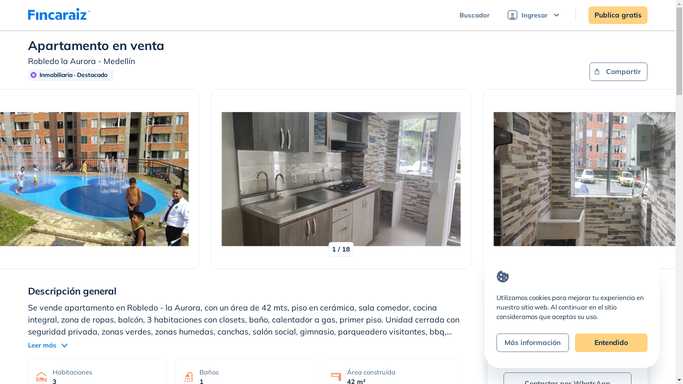 Fincaraiz
Buscador
Ingresar
Publica gratis
Apartamento en venta
Robledo la Aurora - Medellín
Inmobiliaria · Destacado
Compartir
1 / 18
Descripción general
Se vende apartamento en Robledo - la Aurora, con un área de 42 mts, piso en cerámica, sala comedor, cocina
integral, zona de ropas, balcón, 3 habitaciones con closets, baño, calentador a gas, primer piso. Unidad cerrada con
seguridad privada, zonas verdes, zonas humedas, canchas, salón social, gimnasio, parqueadero visitantes, bbq,...
Leer más
Habitaciones
3
Baños
1
Área construida
42 m²
Utilizamos cookies para mejorar tu experiencia en
nuestro sitio web. Al continuar en el sitio
consideramos que aceptas su uso.
Más información
Entendido
Contactar por WhatsApp